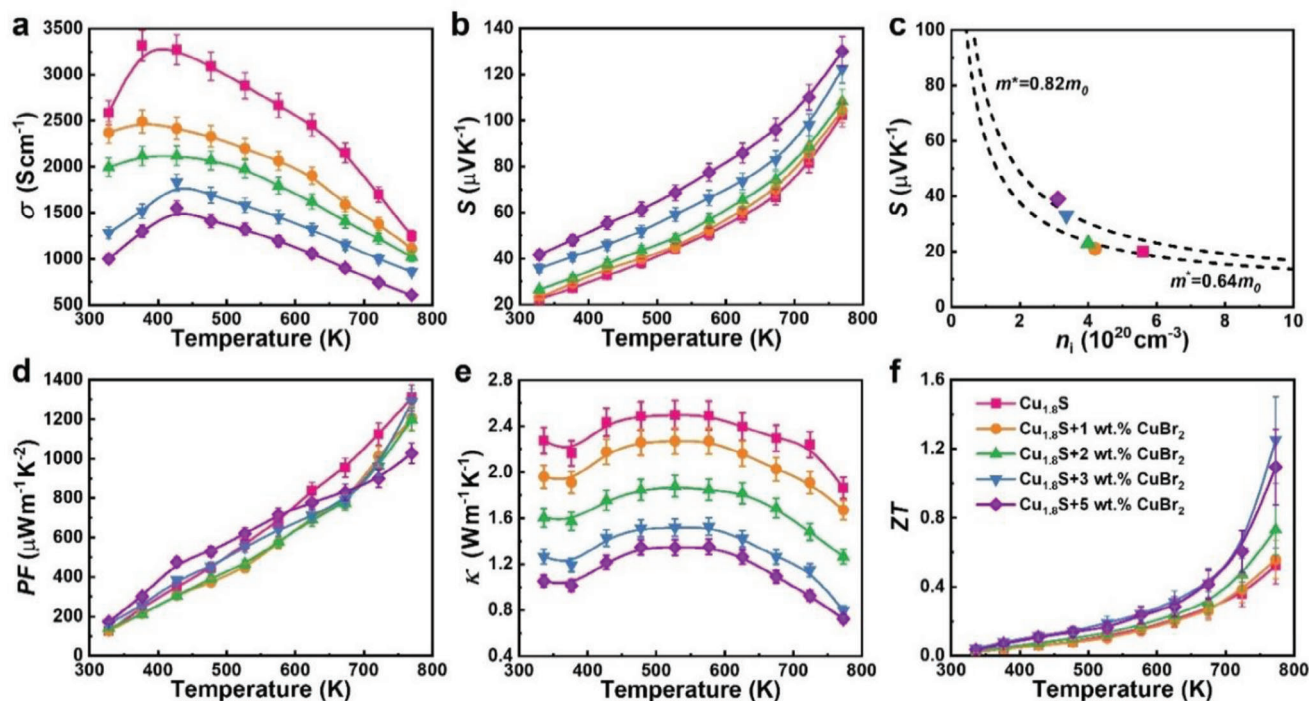 a
3500
3000
2500
2000
1500
1000
500
σ (Scm⁻¹)
300 400 500 600 700 800
Temperature (K)
b
140
120
100
80
60
40
20
S (μVK⁻¹)
300 400 500 600 700 800
Temperature (K)
c
100
80
60
40
20
0
S (μVK⁻¹)
m*=0.82m₀
m*=0.64m₀
0 2 4 6 8 10
nᵢ (10²⁰cm⁻³)
d
1400
1200
1000
800
600
400
200
0
PF (μWm⁻¹K⁻²)
300 400 500 600 700 800
Temperature (K)
e
2.8
2.4
2.0
1.6
1.2
0.8
0.4
κ (Wm⁻¹K⁻¹)
300 400 500 600 700 800
Temperature (K)
f
1.6
1.2
0.8
0.4
0.0
ZT
Cu₁.₈S
Cu₁.₈S+1 wt.% CuBr₂
Cu₁.₈S+2 wt.% CuBr₂
Cu₁.₈S+3 wt.% CuBr₂
Cu₁.₈S+5 wt.% CuBr₂
300 400 500 600 700 800
Temperature (K)